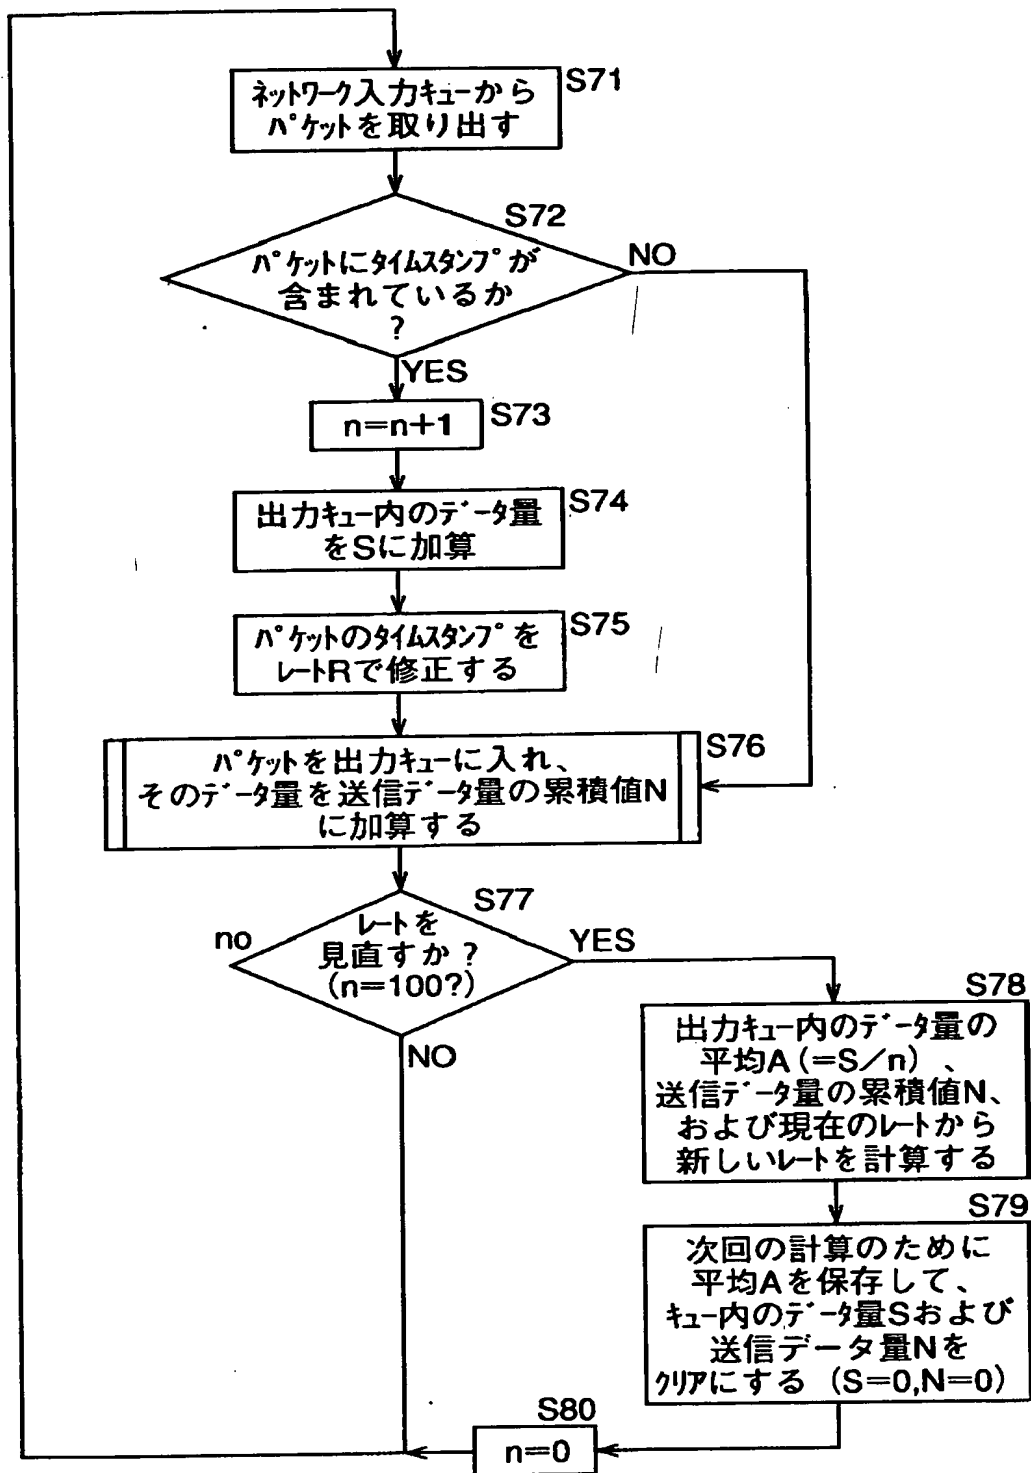 S71
ネットワーク入力キューから
パケットを取り出す
S72
パケットにタイムスタンプが
含まれているか
?
NO
YES
n=n+1
S73
S74
出力キュー内のデータ量
をSに加算
S75
パケットのタイムスタンプを
レートRで修正する
S76
パケットを出力キューに入れ、
そのデータ量を送信データ量の累積値N
に加算する
S77
レートを
見直すか?
(n=100?)
no
YES
NO
S78
出力キュー内のデータ量の
平均A(=S/n)、
送信データ量の累積値N、
および現在のレートから
新しいレートを計算する
S79
次回の計算のために
平均Aを保存して、
キュー内のデータ量Sおよび
送信データ量Nを
クリアにする (S=0,N=0)
S80
n=0